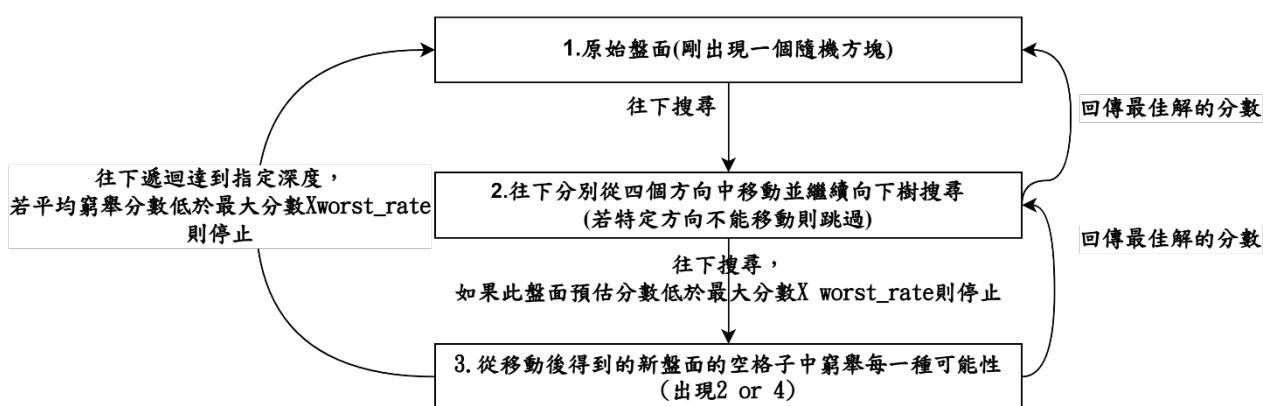 1.原始盤面(剛出現一個隨機方塊)
往下搜尋
回傳最佳解的分數
往下遞迴達到指定深度，
若平均窮舉分數低於最大分數Xworst_rate
則停止
2.往下分別從四個方向中移動並繼續向下樹搜尋
(若特定方向不能移動則跳過)
回傳最佳解的分數
往下搜尋，
如果此盤面預估分數低於最大分數X worst_rate則停止
3.從移動後得到的新盤面的空格子中窮舉每一種可能性
(出現2 or 4)